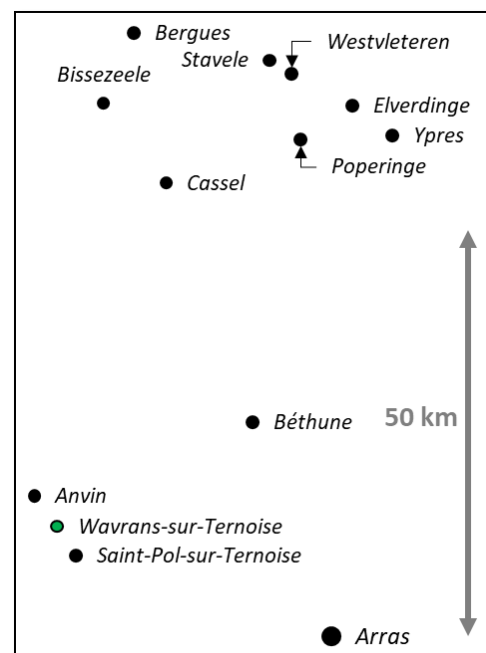 Bergues
Westvleteren
Stavele
Bissezeele
Elverdinge
Ypres
Poperinge
Cassel
50 km
Béthune
Anvin
Wavrans-sur-Ternoise
Saint-Pol-sur-Ternoise
Arras